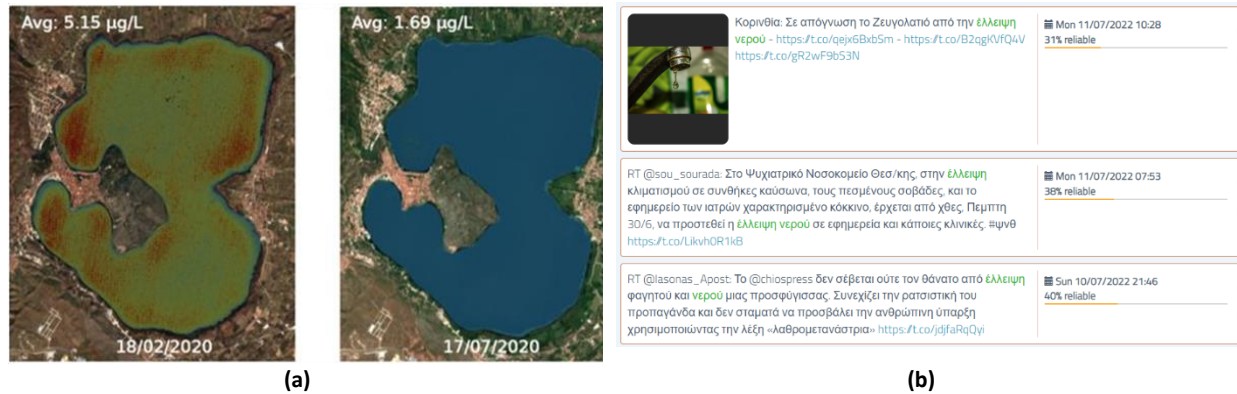 Avg: 5.15 µg/L
18/02/2020
Avg: 1.69 µg/L
17/07/2020
(a)
Κορινθία: Σε απόγνωση το Ζευγολατιό από την έλλειψη
νερού - https://t.co/qejx6BxbSm - https://t.co/B2qgKVfQ4V
https://t.co/gR2wF9b53N
Mon 11/07/2022 10:28
31% reliable
RT @sou_sourada: Στο Ψυχιατρικό Νοσοκομείο Θεσ/κης, στην έλλειψη
κλιματισμού σε συνθήκες καύσωνα, τους πεσμένους σοβάδες, και το
εφημερείο των ιατρών χαρακτηρισμένο κόκκινο, έρχεται από χθες, Πεμπτη
30/6, να προστεθεί η έλλειψη νερού σε εφημερεία και κάποιες κλινικές. #ψνθ
https://t.co/Likvh0R1kB
Mon 11/07/2022 07:53
38% reliable
RT @Iasonas_Apost: Το @chiospress δεν σέβεται ούτε τον θάνατο από έλλειψη
φαγητού και νερού μιας προσφύγισσας. Συνεχίζει την ρατσιστική του
προπαγάνδα και δεν σταματά να προσβάλει την ανθρώπινη ύπαρξη
χρησιμοποιώντας την λέξη «λαθρομετανάστρια» https://t.co/jdjfaRqQyi
Sun 10/07/2022 21:46
40% reliable
(b)